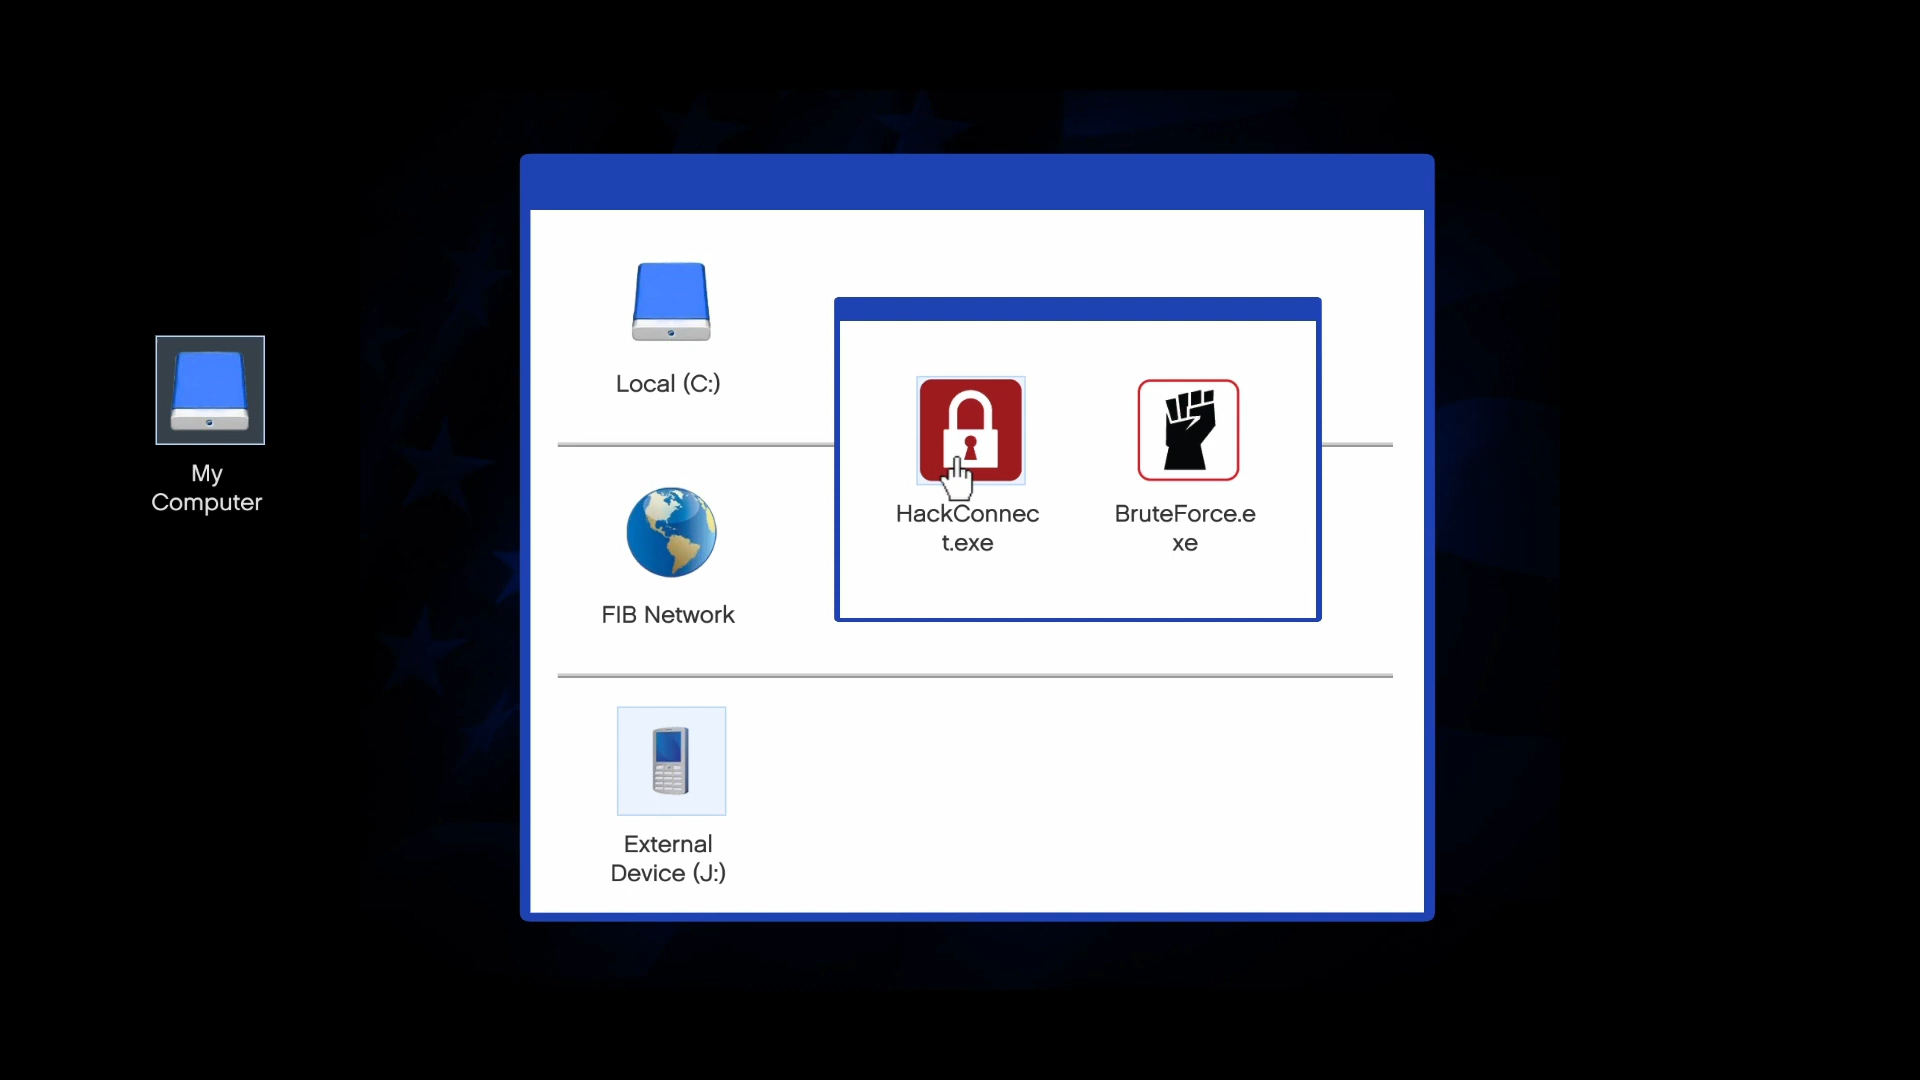 My
Computer
Local (C:)
FIB Network
External
Device (J:)
HackConnec
t.exe
BruteForce.e
xe